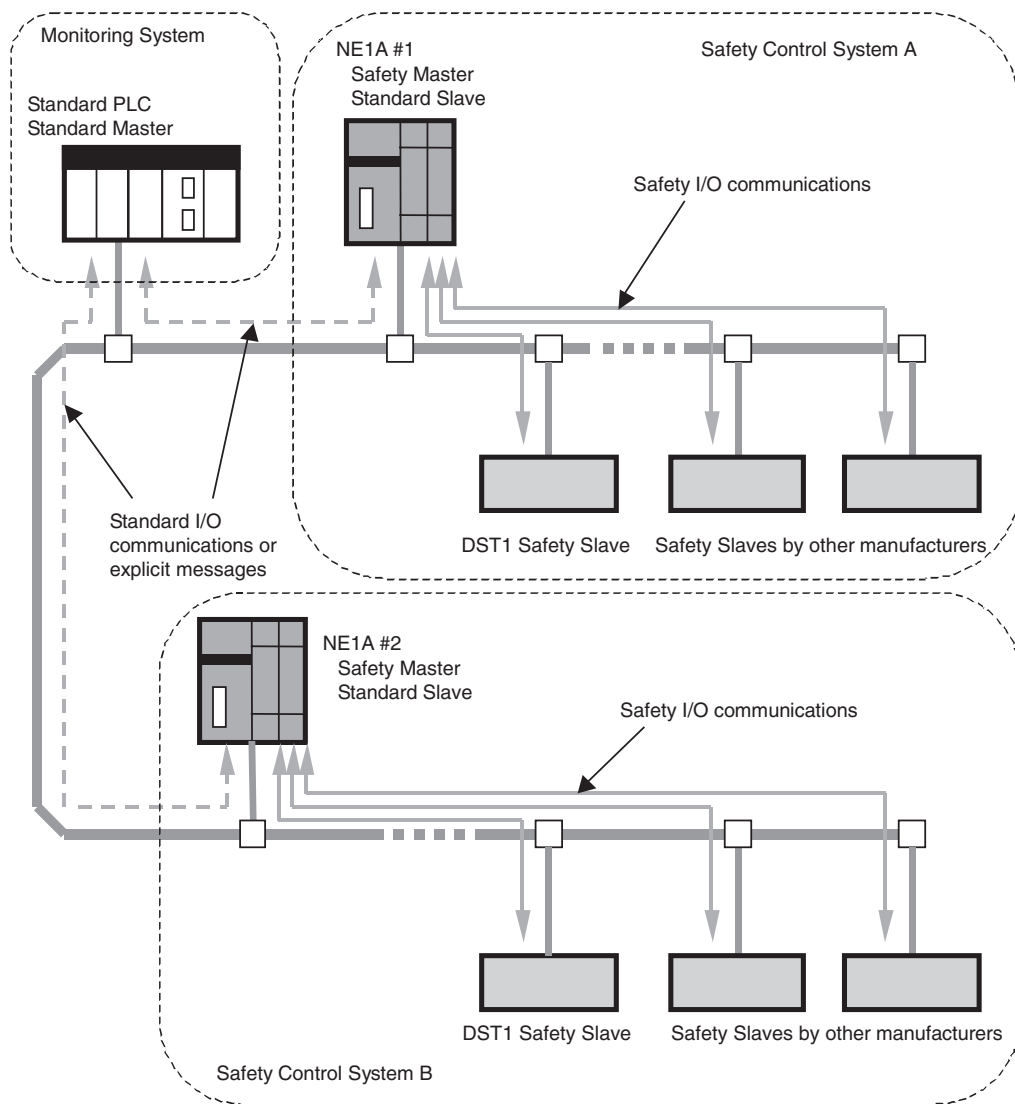 Monitoring System
Standard PLC
Standard Master
NE1A #1
Safety Master
Standard Slave
Safety Control System A
Safety I/O communications
Standard I/O
communications or
explicit messages
DST1 Safety Slave
Safety Slaves by other manufacturers
NE1A #2
Safety Master
Standard Slave
Safety I/O communications
DST1 Safety Slave
Safety Slaves by other manufacturers
Safety Control System B